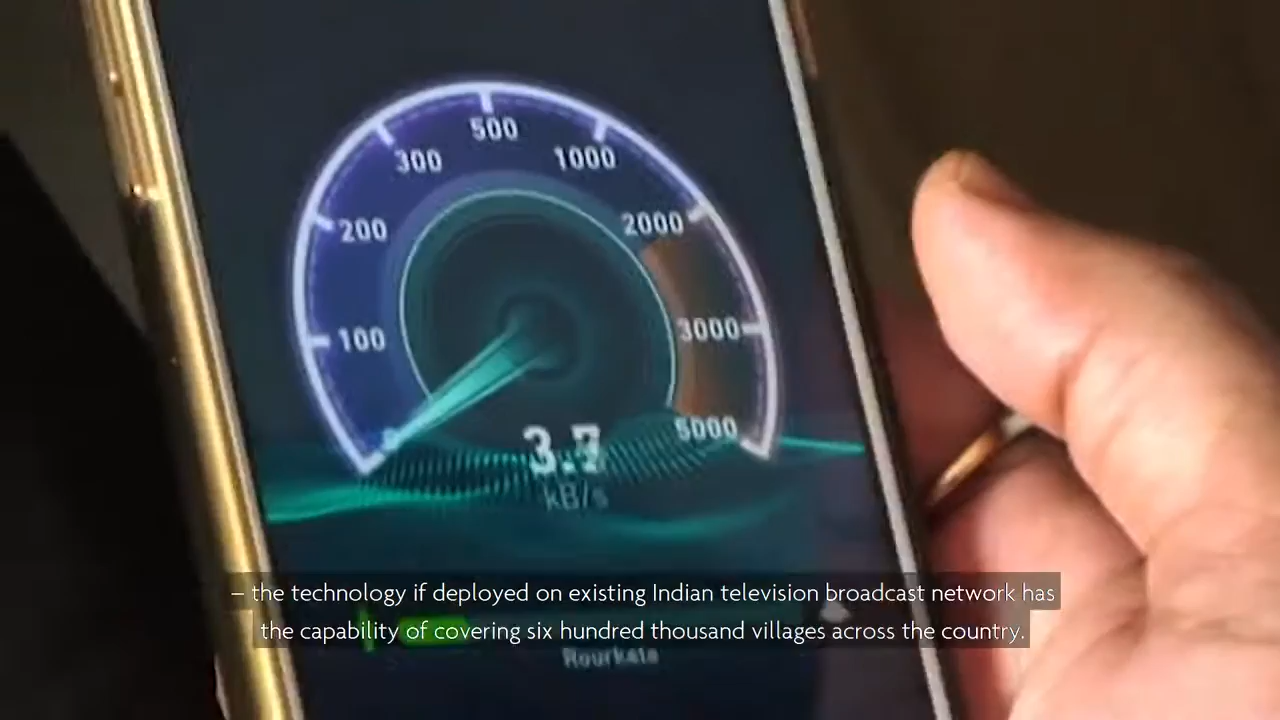 500
300
1000
200
2000
100
3000
5000
3.7
kB/s
– the technology if deployed on existing Indian television broadcast network has
the capability of covering six hundred thousand villages across the country.
Rourkela